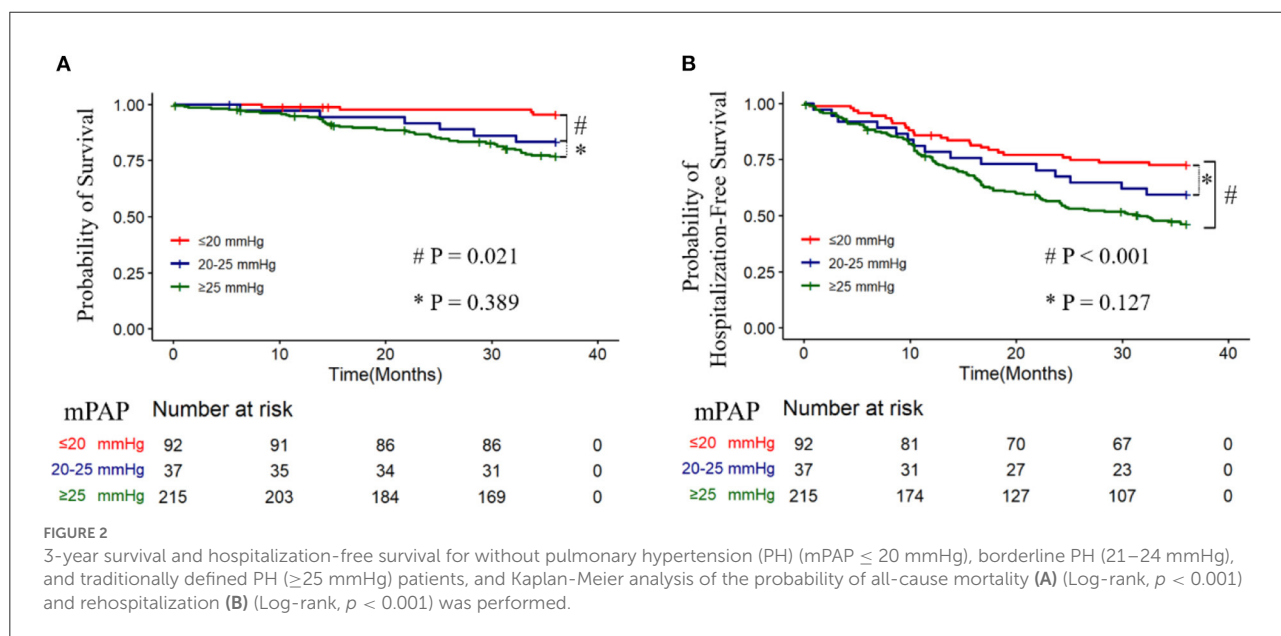 A
Probability of Survival
1.00
0.75
0.50
0.25
0.00
≤20 mmHg
20-25 mmHg
≥25 mmHg
# P = 0.021
* P = 0.389
#
*
0 10 20 30 40
Time(Months)
mPAP Number at risk
≤20 mmHg 92 91 86 86 0
20-25 mmHg 37 35 34 31 0
≥25 mmHg 215 203 184 169 0
B
Probability of
Hospitalization-Free Survival
1.00
0.75
0.50
0.25
0.00
≤20 mmHg
20-25 mmHg
≥25 mmHg
# P < 0.001
* P = 0.127
*
#
0 10 20 30 40
Time(Months)
mPAP Number at risk
≤20 mmHg 92 81 70 67 0
20-25 mmHg 37 31 27 23 0
≥25 mmHg 215 174 127 107 0
FIGURE 2
3-year survival and hospitalization-free survival for without pulmonary hypertension (PH) (mPAP ≤ 20 mmHg), borderline PH (21–24 mmHg),
and traditionally defined PH (≥25 mmHg) patients, and Kaplan-Meier analysis of the probability of all-cause mortality (A) (Log-rank, p < 0.001)
and rehospitalization (B) (Log-rank, p < 0.001) was performed.